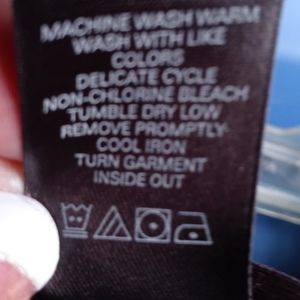 MACHINE WASH WARM
WASH WITH LIKE
COLORS
DELICATE CYCLE
NON-CHLORINE BLEACH
TUMBLE DRY LOW
REMOVE PROMPTLY
COOL IRON
TURN GARMENT
INSIDE OUT